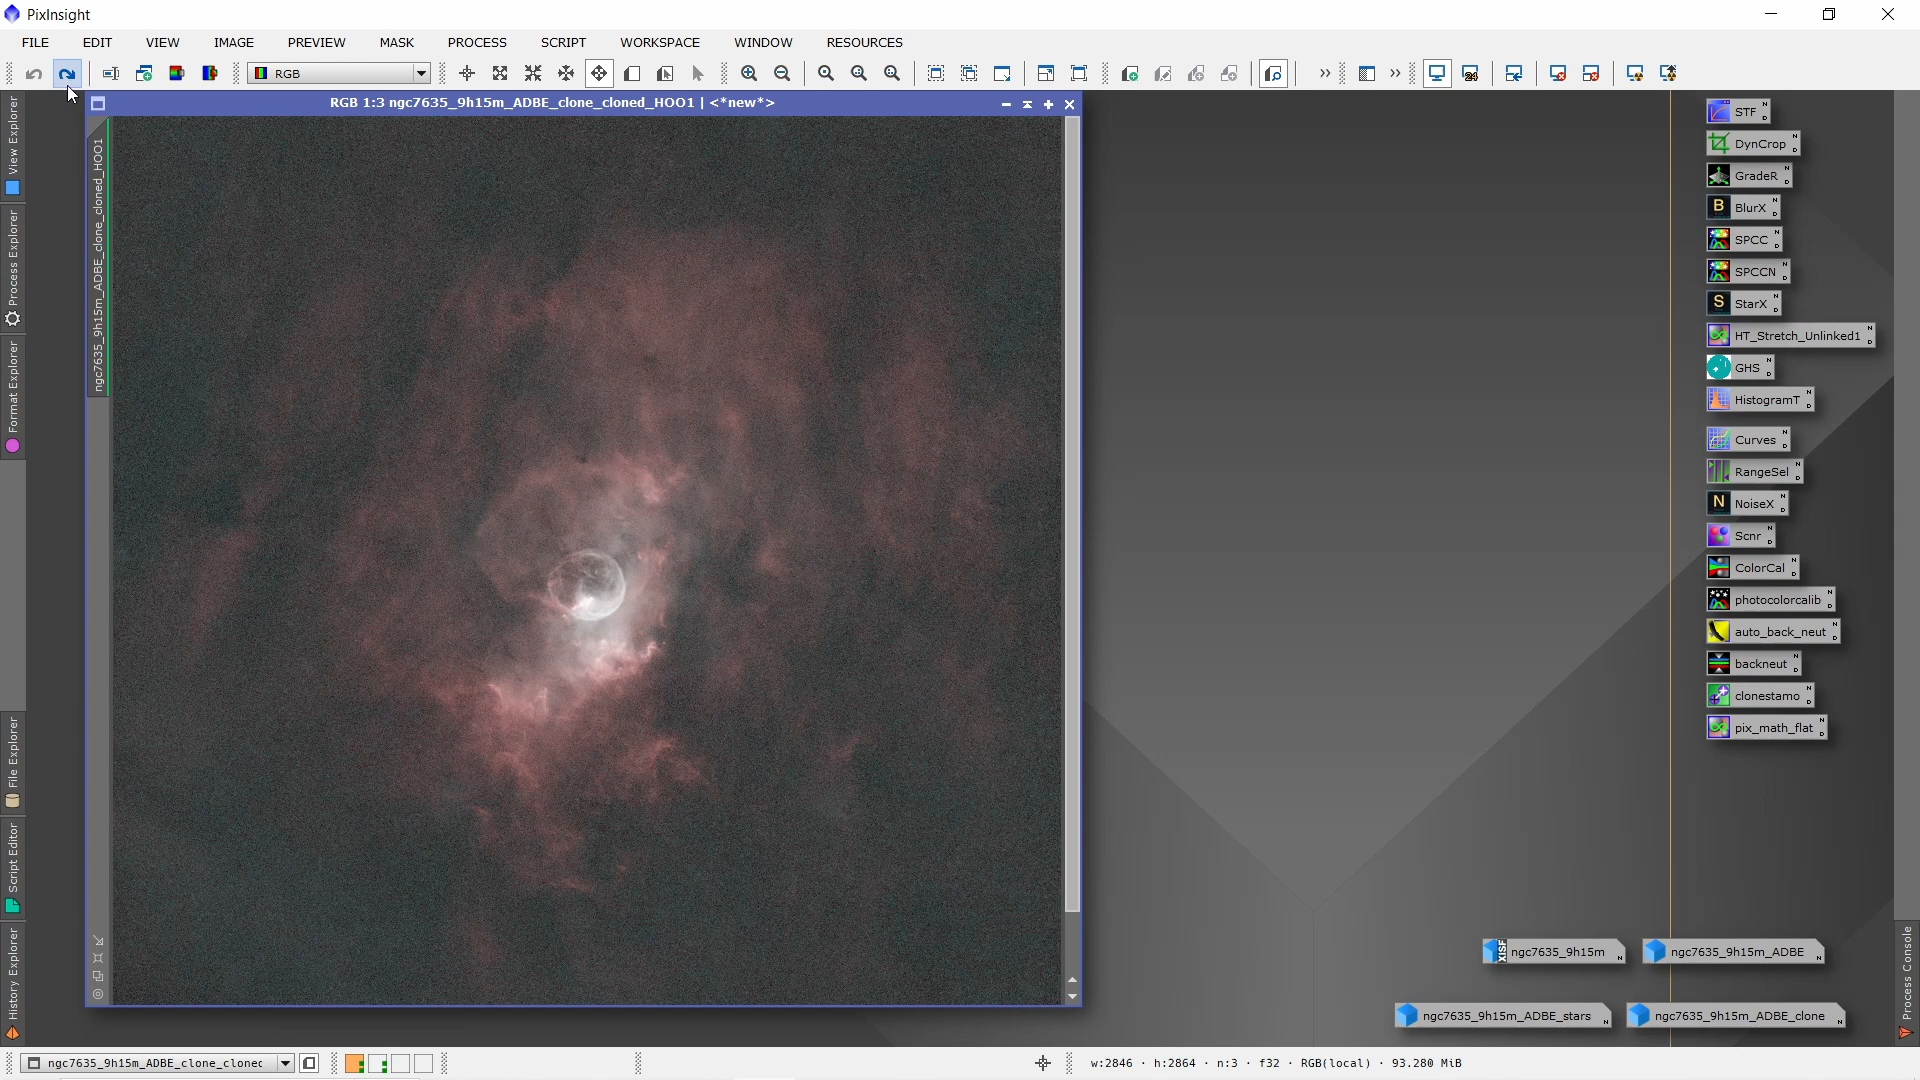 PixInsight
FILE EDIT VIEW IMAGE PREVIEW MASK PROCESS SCRIPT WORKSPACE WINDOW RESOURCES
RGB
24
RGB 1:3 ngc7635_9h15m_ADBE_clone_cloned_HOO1 | <*new*>
ngc7635_9h15m_ADBE_clone_cloned_HOO1
View Explorer
Process Explorer
Format Explorer
File Explorer
Script Editor
History Explorer
STF
DynCrop
GradeR
BlurX
SPCC
SPCCN
StarX
HT_Stretch_Unlinked1
GHS
HistogramT
Curves
RangeSel
NoiseX
Scnr
ColorCal
photocolorcalib
auto_back_neut
backneut
clonestamo
pix_math_flat
XISF ngc7635_9h15m
ngc7635_9h15m_ADBE
ngc7635_9h15m_ADBE_stars
ngc7635_9h15m_ADBE_clone
Process Console
ngc7635_9h15m_ADBE_clone_clonec
w:2846 · h:2864 · n:3 · f32 · RGB(local) · 93.280 MiB